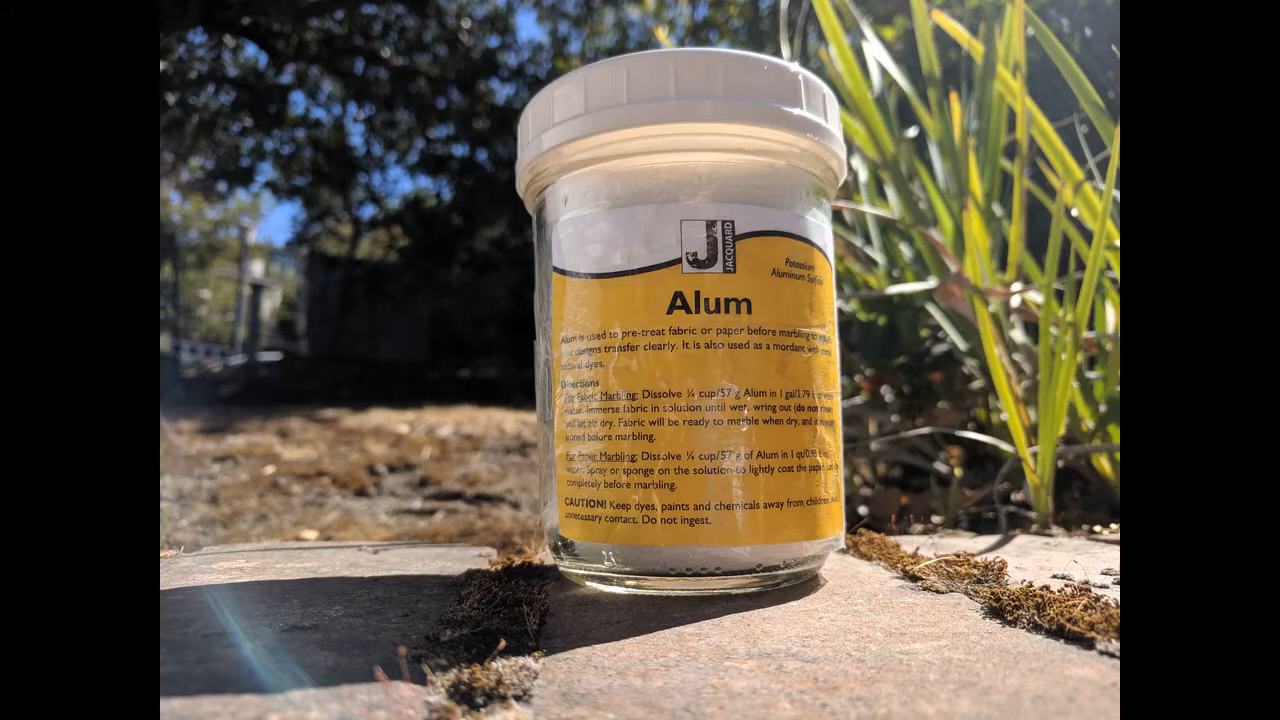 J
JACQUARD
Potassium
Aluminum Sulfate
Alum
Alum is used to pre-treat fabric or paper before marbling to
designs transfer clearly. It is also used as a mordant with
natural dyes.
Directions
For Fabric Marbling: Dissolve ¼ cup/57 g Alum in 1 gal/3.79 L
water. Immerse fabric in solution until wet, wring out (do not rinse
and let air dry. Fabric will be ready to marble when dry, and
ironed before marbling.
For Paper Marbling: Dissolve ¼ cup/57 g of Alum in 1 qt/0.95 L
water. Spray or sponge on the solution to lightly coat the paper.
completely before marbling.
CAUTION! Keep dyes, paints and chemicals away from children.
unnecessary contact. Do not ingest.